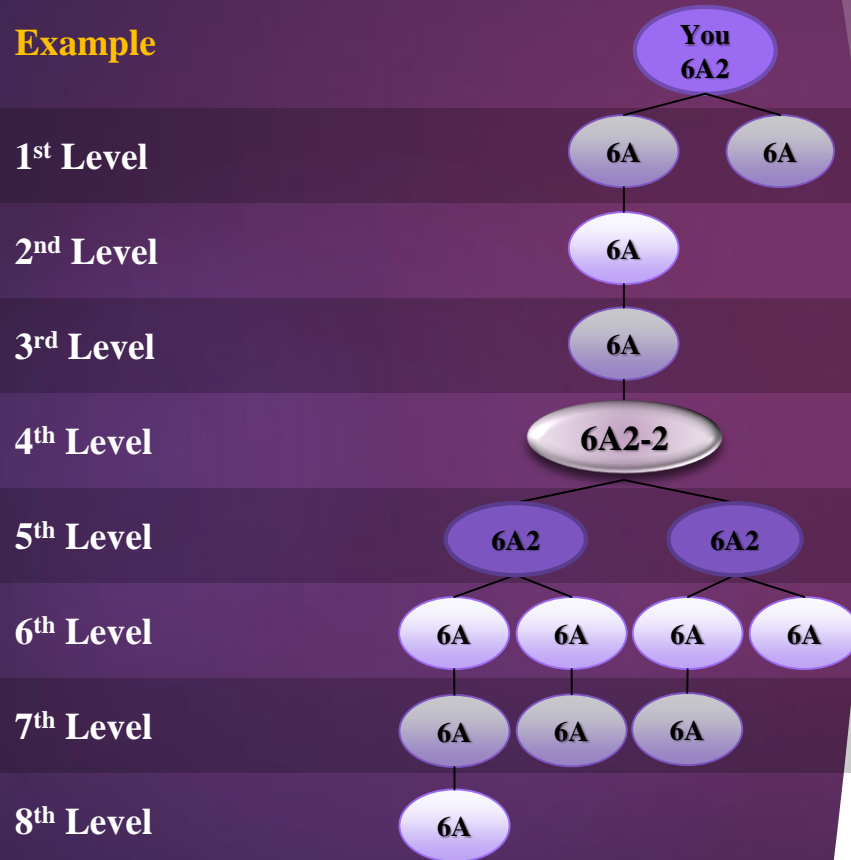 Example
You
6A2
1st Level
6A 6A
2nd Level
6A
3rd Level
6A
4th Level
6A2-2
5th Level
6A2 6A2
6th Level
6A 6A 6A 6A
7th Level
6A 6A 6A
8th Level
6A